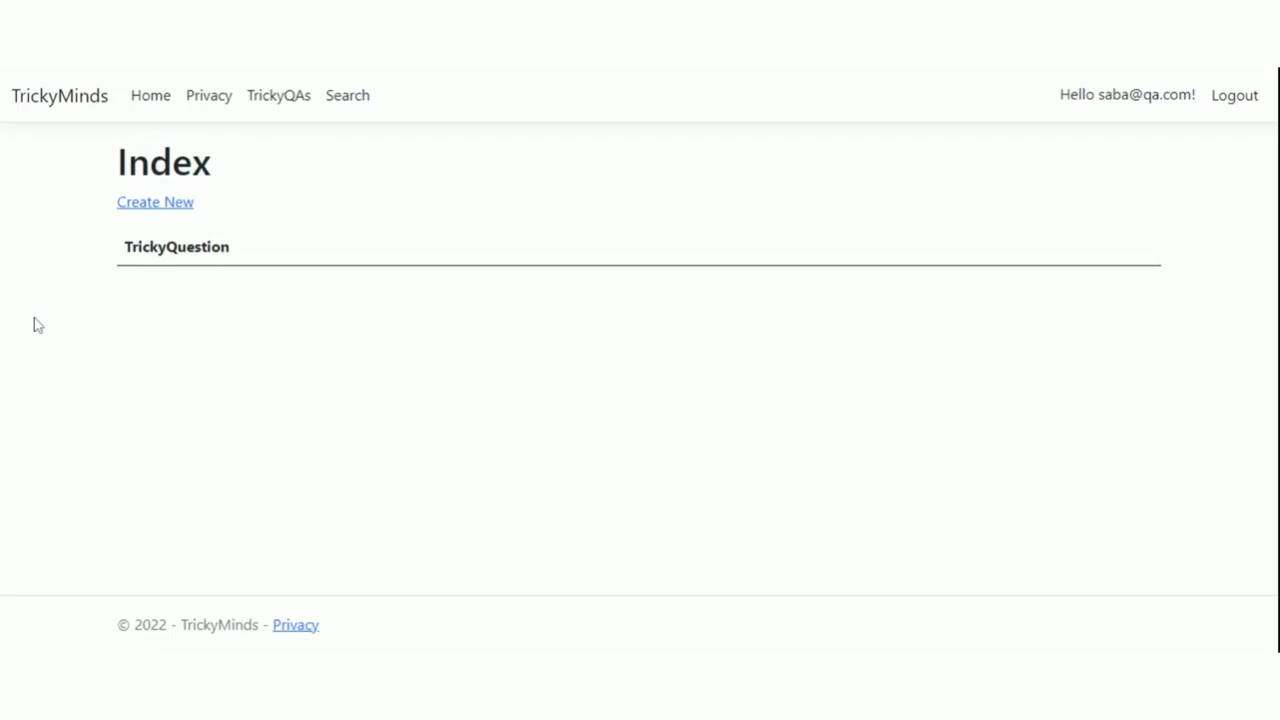 TrickyMinds Home Privacy TrickyQAs Search Hello saba@qa.com! Logout
Index
Create New
TrickyQuestion
© 2022 - TrickyMinds - Privacy